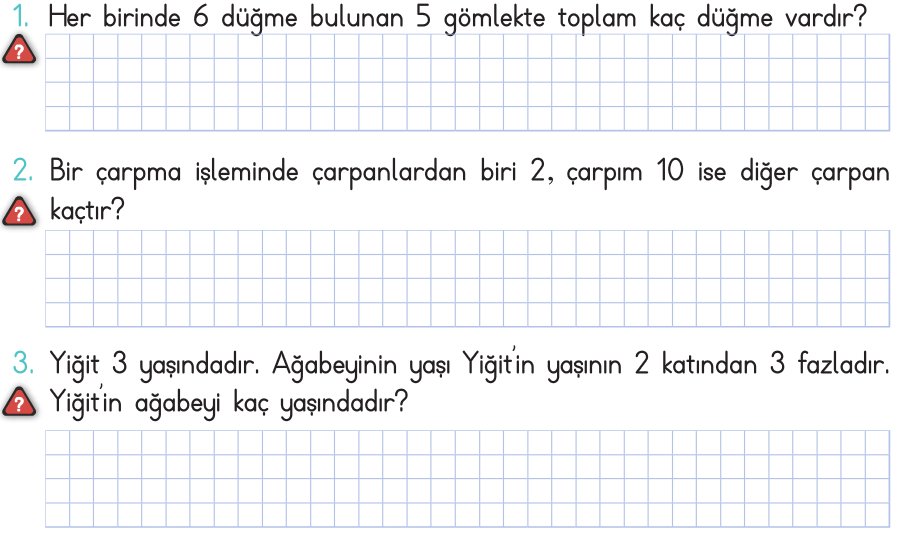 1. Her birinde 6 düğme bulunan 5 gömlekte toplam kaç düğme vardır?
?
2. Bir çarpma işleminde çarpanlardan biri 2, çarpım 10 ise diğer çarpan
? kaçtır?
3. Yiğit 3 yaşındadır. Ağabeyinin yaşı Yiğit'in yaşının 2 katından 3 fazladır.
? Yiğit'in ağabeyi kaç yaşındadır?